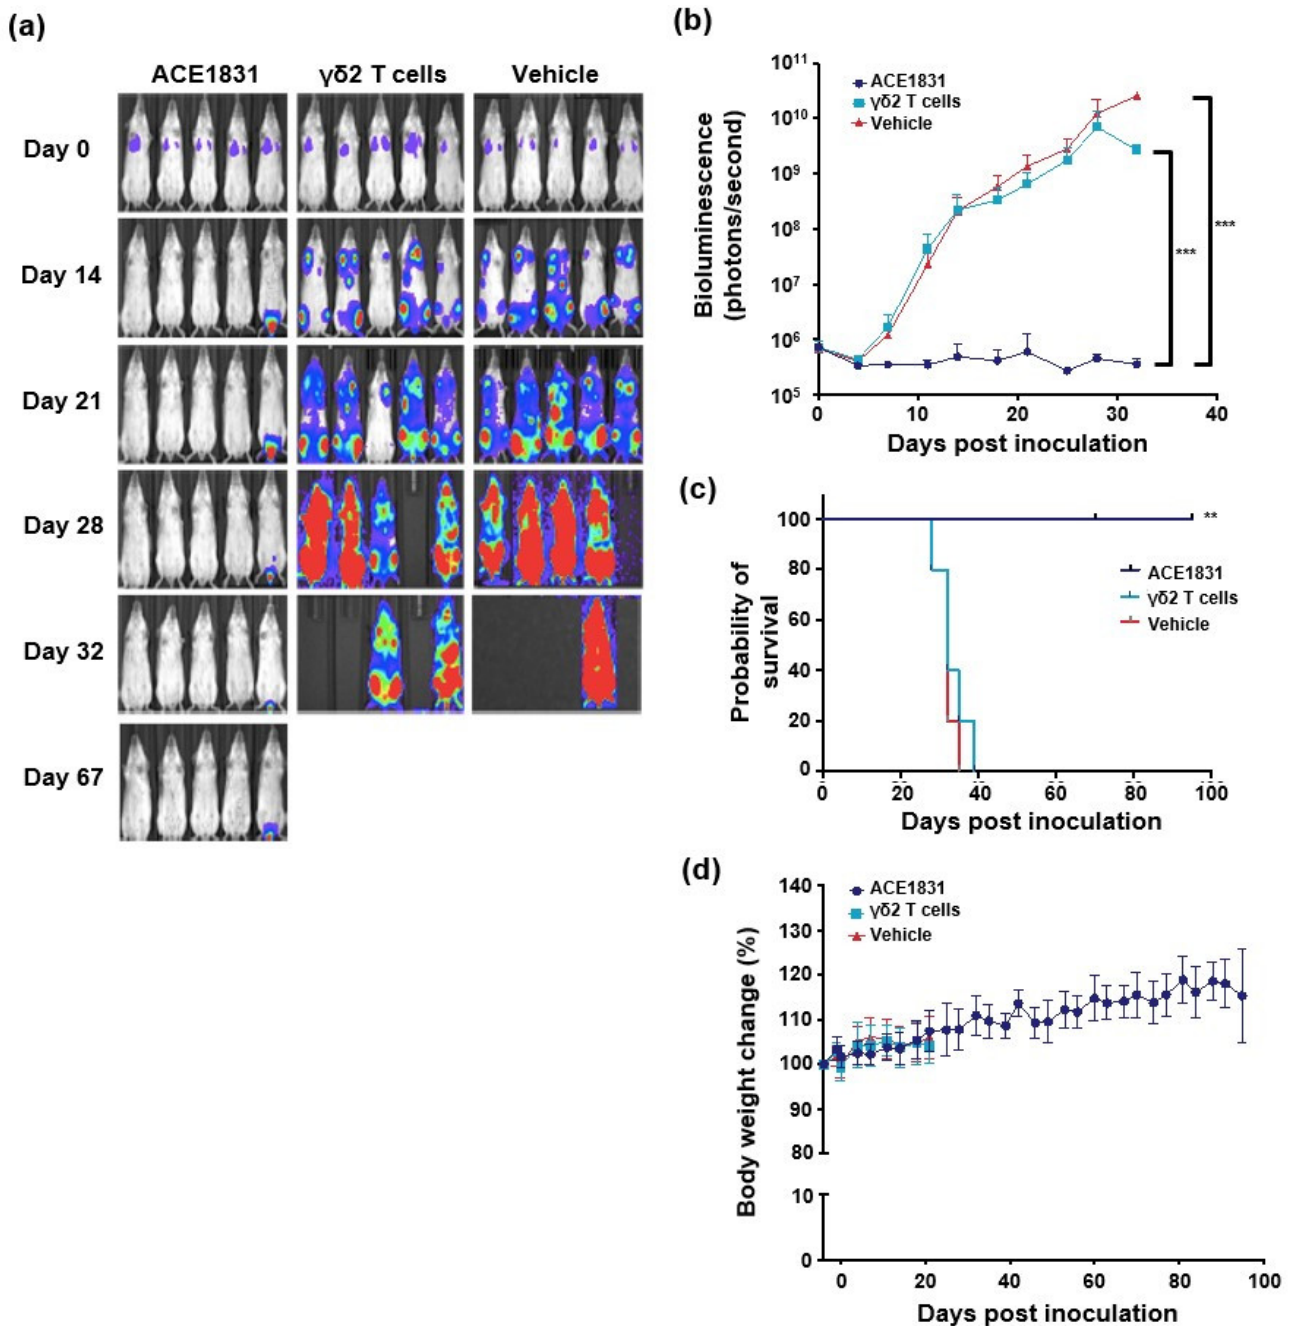 (a)
ACE1831 γδ2 T cells Vehicle
Day 0
Day 14
Day 21
Day 28
Day 32
Day 67
(b)
Bioluminescence
(photons/second)
10¹¹
10¹⁰
10⁹
10⁸
10⁷
10⁶
10⁵
ACE1831
γδ2 T cells
Vehicle
***
***
0 10 20 30 40
Days post inoculation
(c)
Probability of
survival
100
80
60
40
20
0
**
ACE1831
γδ2 T cells
Vehicle
0 20 40 60 80 100
Days post inoculation
(d)
Body weight change (%)
140
130
120
110
100
90
80
10
0
ACE1831
γδ2 T cells
Vehicle
0 20 40 60 80 100
Days post inoculation